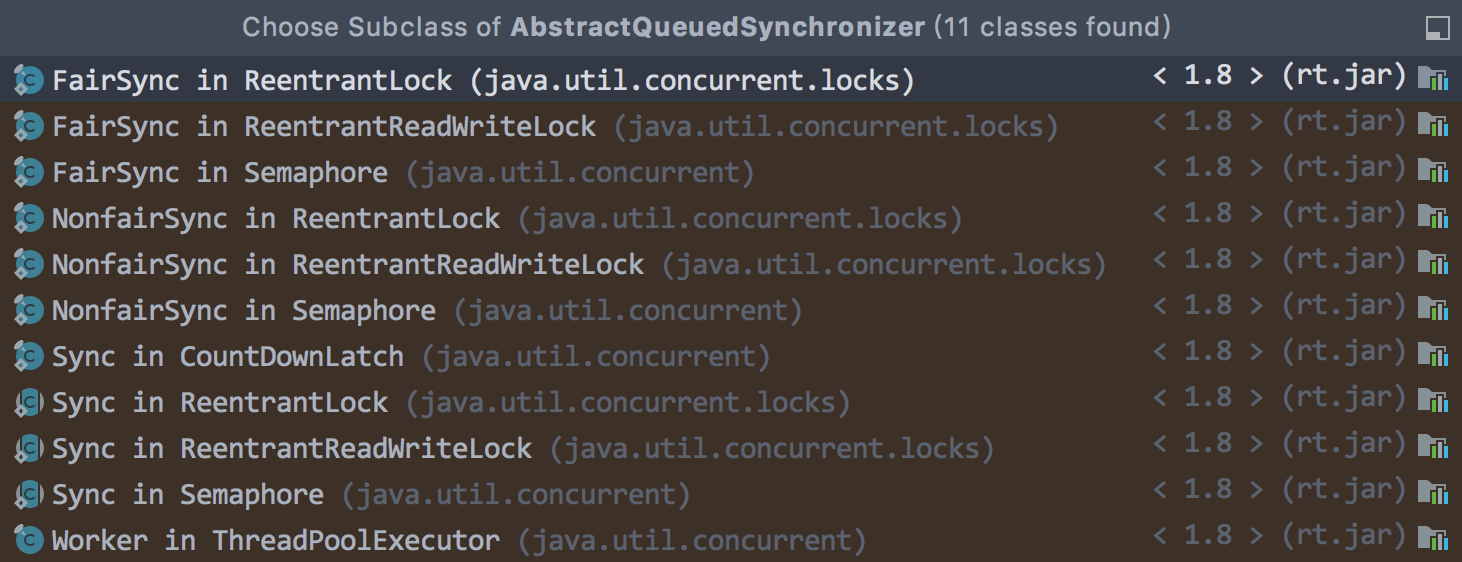 Choose Subclass of AbstractQueuedSynchronizer (11 classes found)
FairSync in ReentrantLock (java.util.concurrent.locks) < 1.8 > (rt.jar)
FairSync in ReentrantReadWriteLock (java.util.concurrent.locks) < 1.8 > (rt.jar)
FairSync in Semaphore (java.util.concurrent) < 1.8 > (rt.jar)
NonfairSync in ReentrantLock (java.util.concurrent.locks) < 1.8 > (rt.jar)
NonfairSync in ReentrantReadWriteLock (java.util.concurrent.locks) < 1.8 > (rt.jar)
NonfairSync in Semaphore (java.util.concurrent) < 1.8 > (rt.jar)
Sync in CountDownLatch (java.util.concurrent) < 1.8 > (rt.jar)
Sync in ReentrantLock (java.util.concurrent.locks) < 1.8 > (rt.jar)
Sync in ReentrantReadWriteLock (java.util.concurrent.locks) < 1.8 > (rt.jar)
Sync in Semaphore (java.util.concurrent) < 1.8 > (rt.jar)
Worker in ThreadPoolExecutor (java.util.concurrent) < 1.8 > (rt.jar)